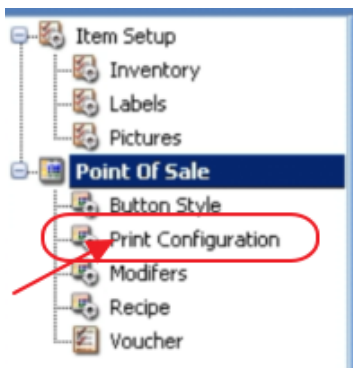 Item Setup
Inventory
Labels
Pictures
Point Of Sale
Button Style
Print Configuration
Modifers
Recipe
Voucher